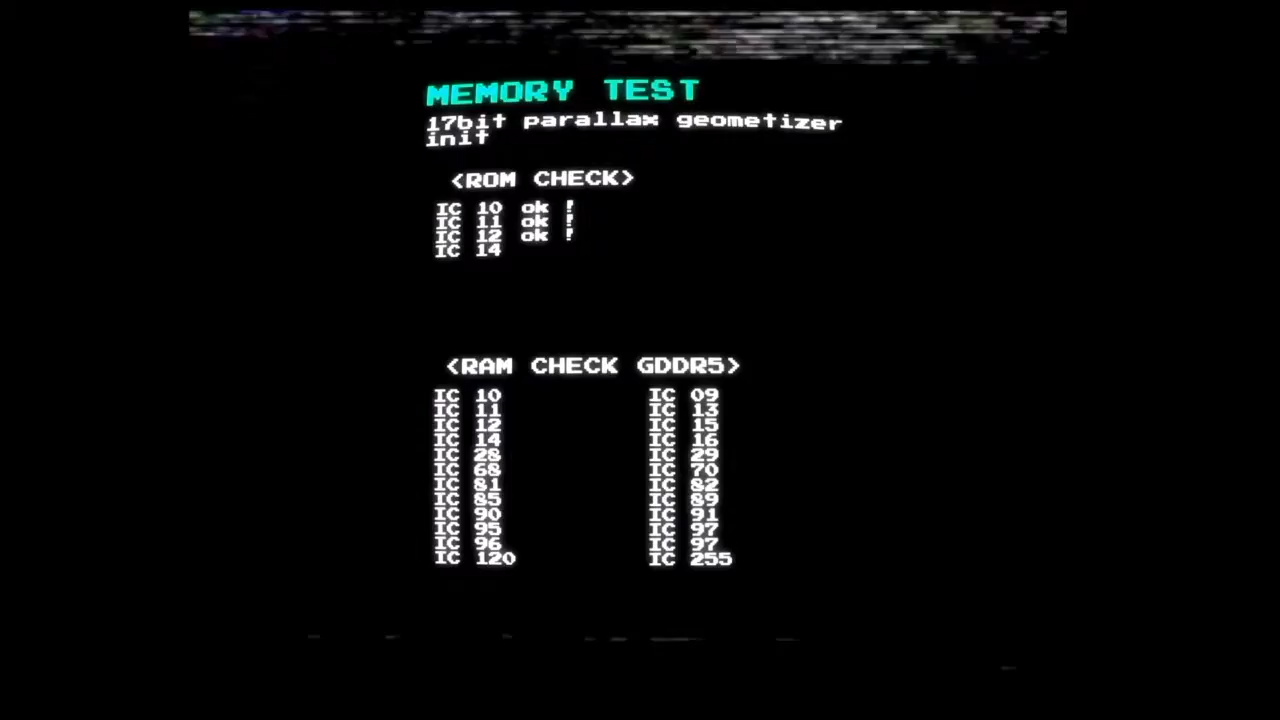 MEMORY TEST
17bit parallax geometizer
init
<ROM CHECK>
IC 10 ok !
IC 11 ok !
IC 12 ok !
IC 14
<RAM CHECK GDDR5>
IC 10 IC 09
IC 11 IC 13
IC 12 IC 15
IC 14 IC 16
IC 28 IC 29
IC 68 IC 70
IC 81 IC 82
IC 85 IC 89
IC 90 IC 91
IC 95 IC 97
IC 96 IC 97
IC 120 IC 255